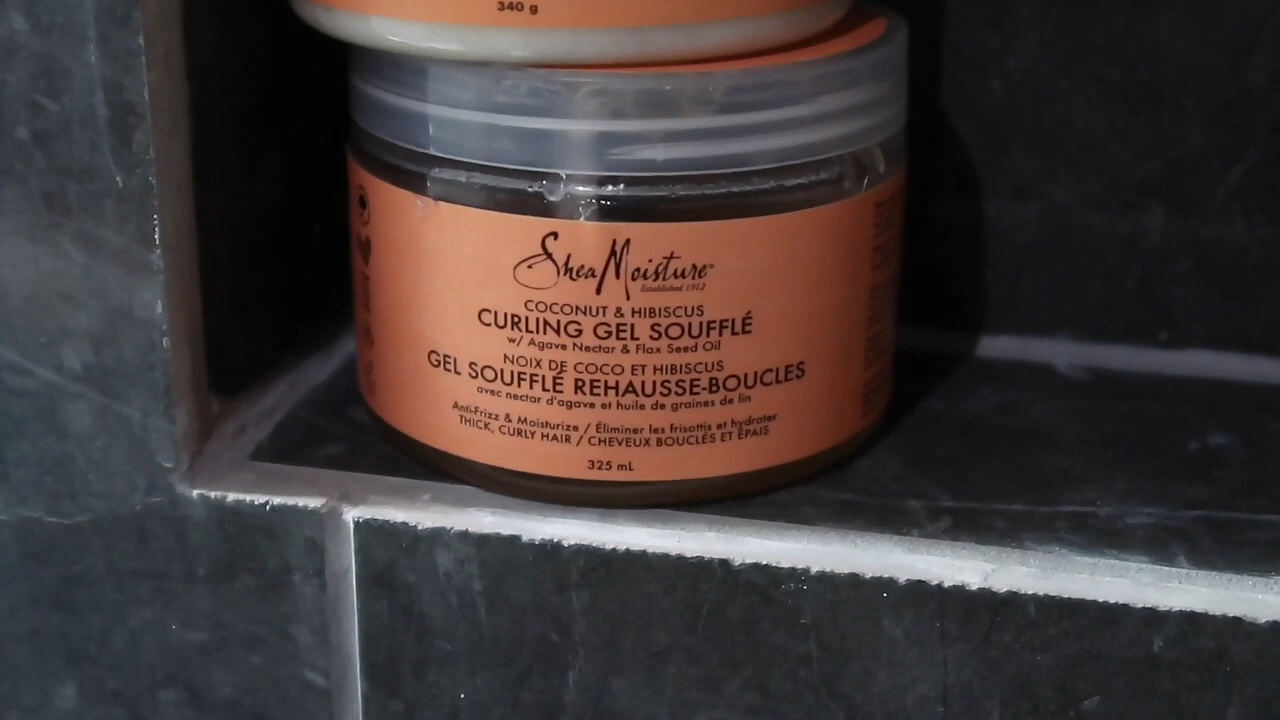 340 g
Shea Moisture™
Established 1912
COCONUT & HIBISCUS
CURLING GEL SOUFFLÉ
w/ Agave Nectar & Flax Seed Oil
NOIX DE COCO ET HIBISCUS
GEL SOUFFLÉ REHAUSSE-BOUCLES
avec nectar d'agave et huile de graines de lin
Anti-Frizz & Moisturize / Éliminer les frisottis et hydrater
THICK, CURLY HAIR / CHEVEUX BOUCLÉS ET ÉPAIS
325 mL